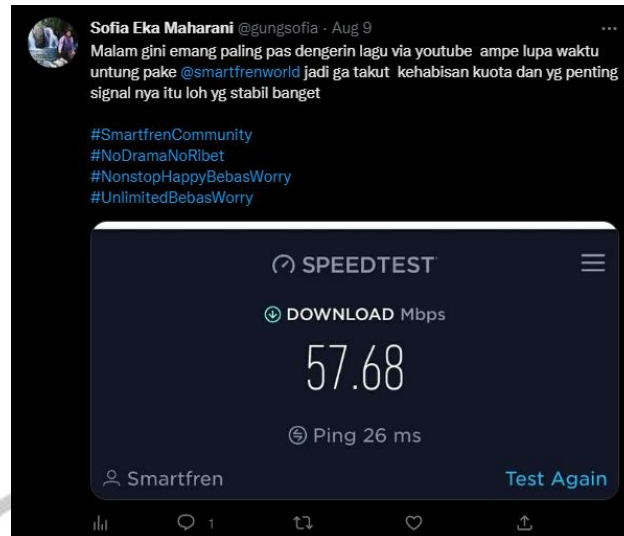 Sofia Eka Maharani @gungsofia · Aug 9
Malam gini emang paling pas dengerin lagu via youtube ampe lupa waktu
untung pake @smartfrenworld jadi ga takut kehabisan kuota dan yg penting
signal nya itu loh yg stabil banget
#SmartfrenCommunity
#NoDramaNoRibet
#NonstopHappyBebasWorry
#UnlimitedBebasWorry
SPEEDTEST
DOWNLOAD Mbps
57.68
Ping 26 ms
Smartfren
Test Again
1